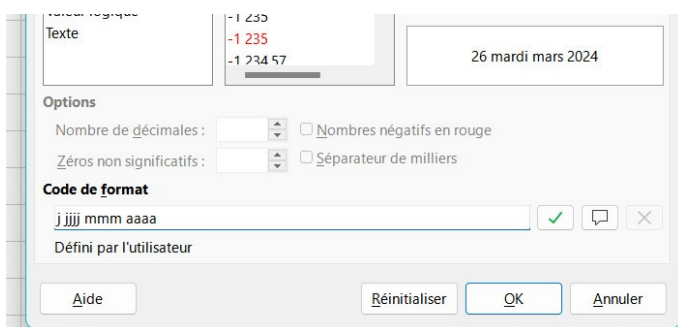 Valeur logique
-1 235
Texte
-1 235
-1 234,57
26 mardi mars 2024
Options
Nombre de décimales :
Nombres négatifs en rouge
Zéros non significatifs :
Séparateur de milliers
Code de format
j jjjj mmm aaaa
Défini par l'utilisateur
Aide
Réinitialiser
OK
Annuler